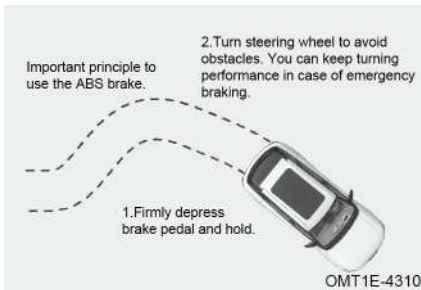 Important principle to
use the ABS brake.
2.Turn steering wheel to avoid
obstacles. You can keep turning
performance in case of emergency
braking.
1.Firmly depress
brake pedal and hold.
OMT1E-4310